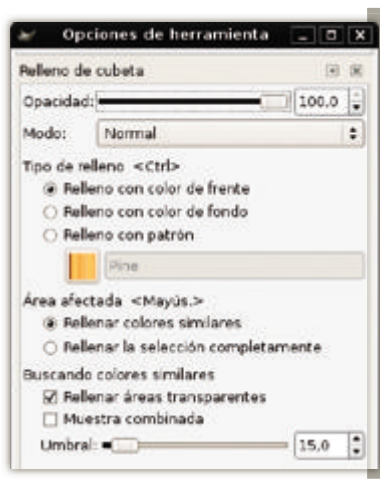 Opciones de herramienta
Relleno de cubeta
Opacidad: 100,0
Modo: Normal
Tipo de relleno <Ctrl>
Relleno con color de frente
Relleno con color de fondo
Relleno con patrón
Pine
Área afectada <Mayús.>
Rellenar colores similares
Rellenar la selección completamente
Buscando colores similares
Rellenar áreas transparentes
Muestra combinada
Umbral: 15,0